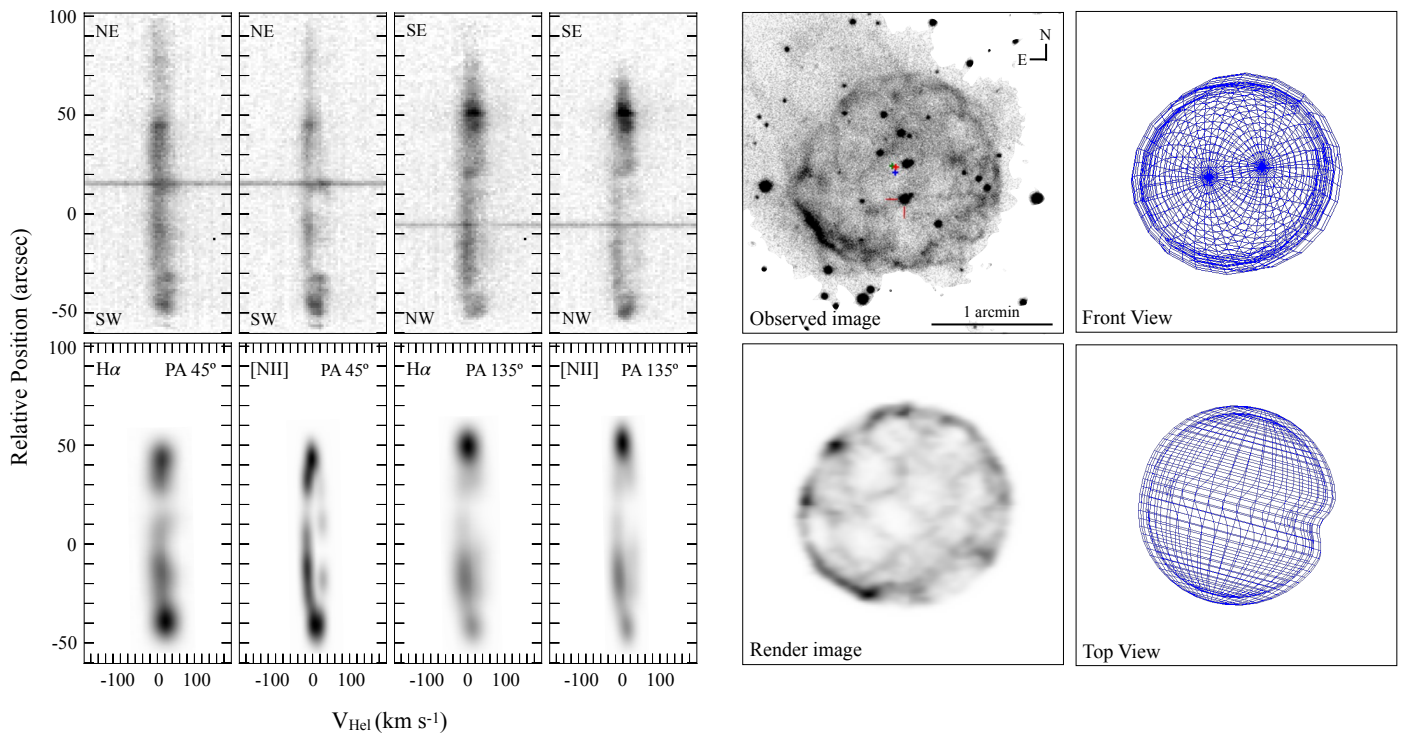 NE
NE
SE
SE
100
50
0
-50
SW
SW
NW
NW
Relative Position (arcsec)
Hα PA 45º
[NII] PA 45º
Hα PA 135º
[NII] PA 135º
100
50
0
-50
-100 0 100
-100 0 100
-100 0 100
-100 0 100
V_Hel (km s⁻¹)
N
E
Observed image
1 arcmin
Front View
Render image
Top View